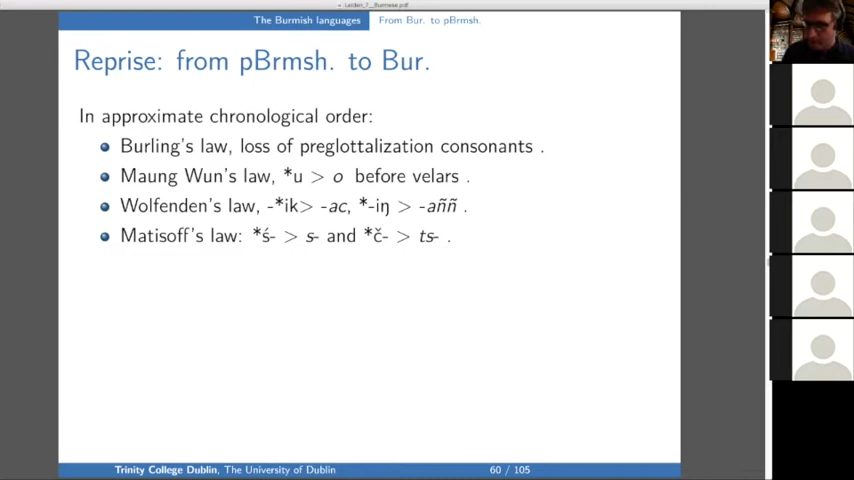 Leiden_7__Burmese.pdf
The Burmish languages From Bur. to pBrmsh.
Reprise: from pBrmsh. to Bur.
In approximate chronological order:
Burling's law, loss of preglottalization consonants .
Maung Wun's law, *u > o before velars .
Wolfenden's law, -*ik> -ac, *-iŋ > -aññ .
Matisoff's law: *ś- > s- and *č- > ts- .
Trinity College Dublin, The University of Dublin 60 / 105